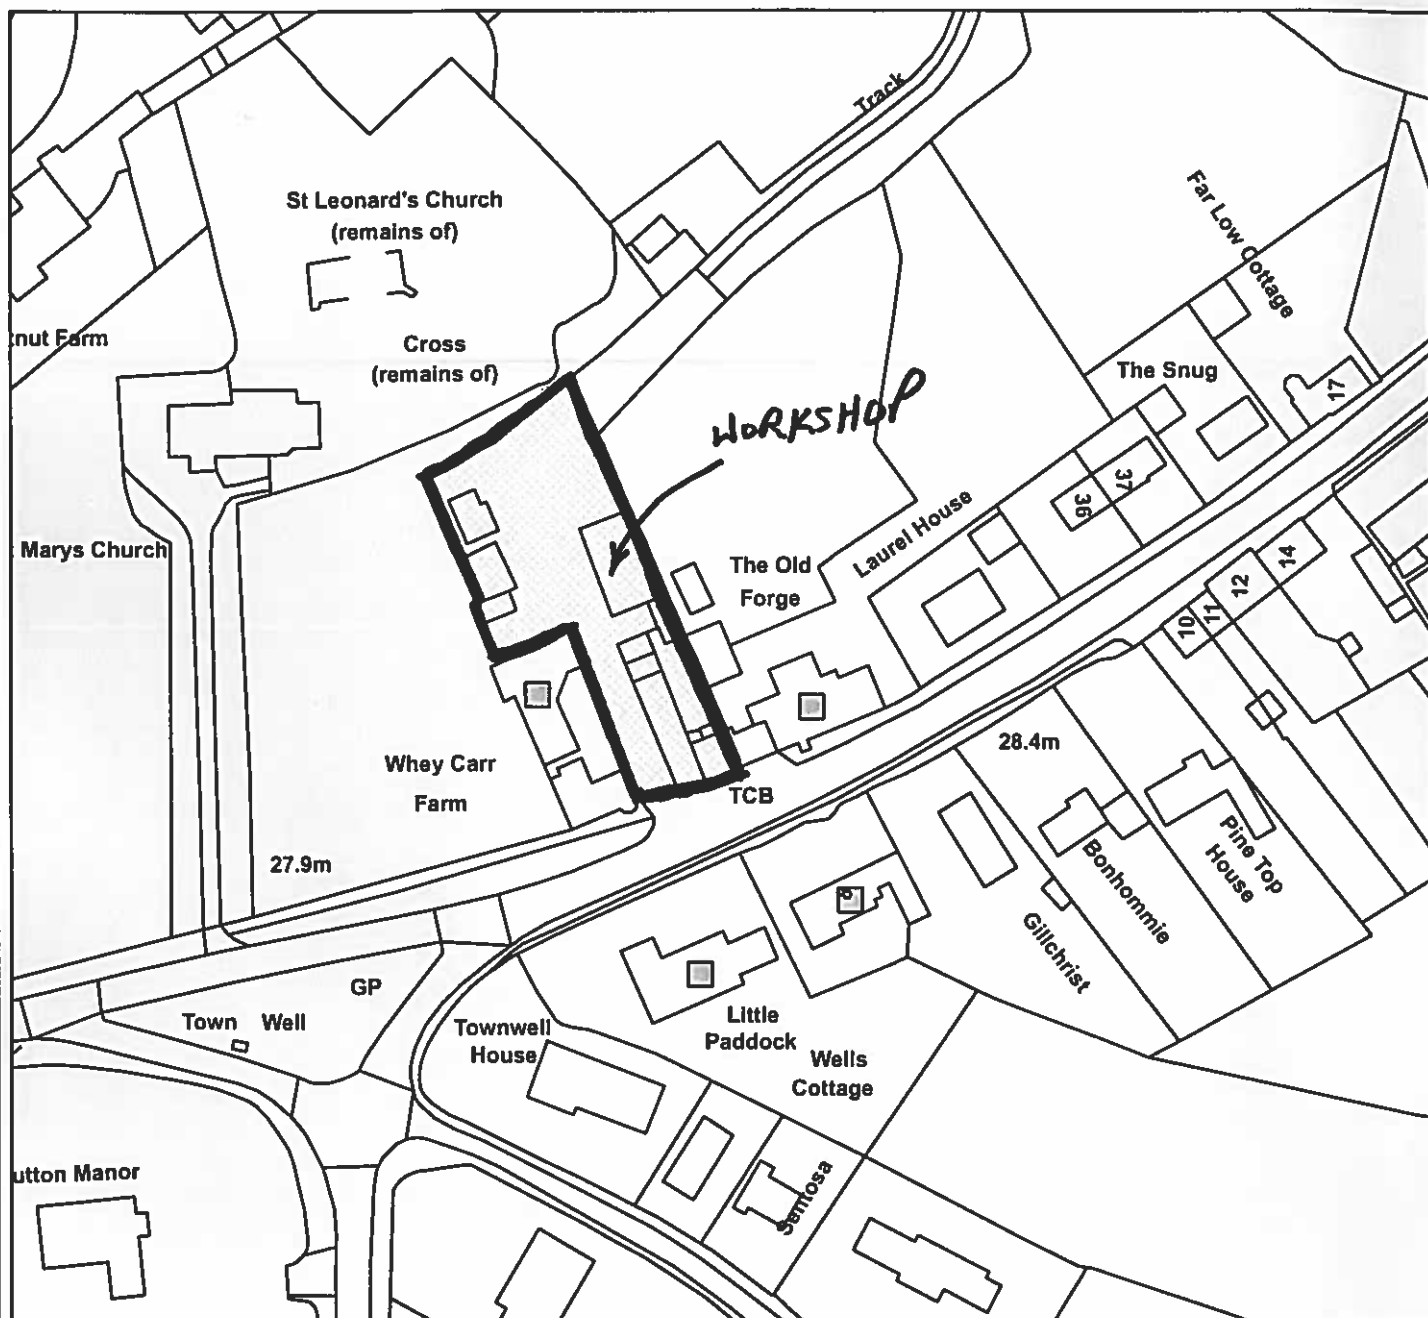 Track
St Leonard's Church
(remains of)
Far Low Cottage
nut Farm
Cross
(remains of)
The Snug
17
WORKSHOP
37
36
Laurel House
Marys Church
The Old
Forge
14
12
11
10
28.4m
Whey Carr
Farm
TCB
27.9m
Pine Top
House
Bonhommie
Gillchrist
GP
Town Well
Townwell
House
Little
Paddock
Wells
Cottage
utton Manor
Sentosa